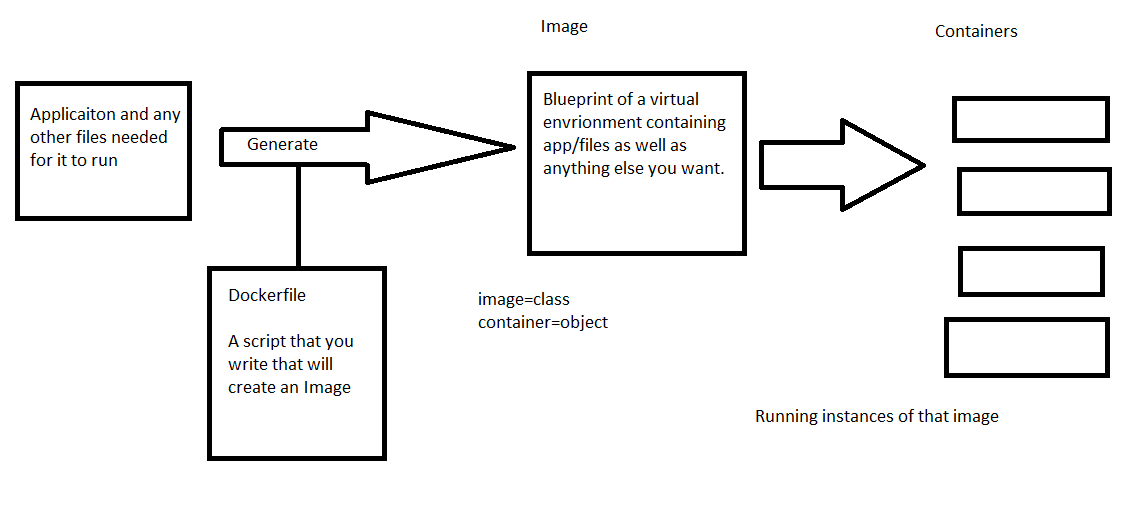 Image
Containers
Applicaiton and any
other files needed
for it to run
Generate
Blueprint of a virtual
envrionment containing
app/files as well as
anything else you want.
Dockerfile
A script that you
write that will
create an Image
image=class
container=object
Running instances of that image